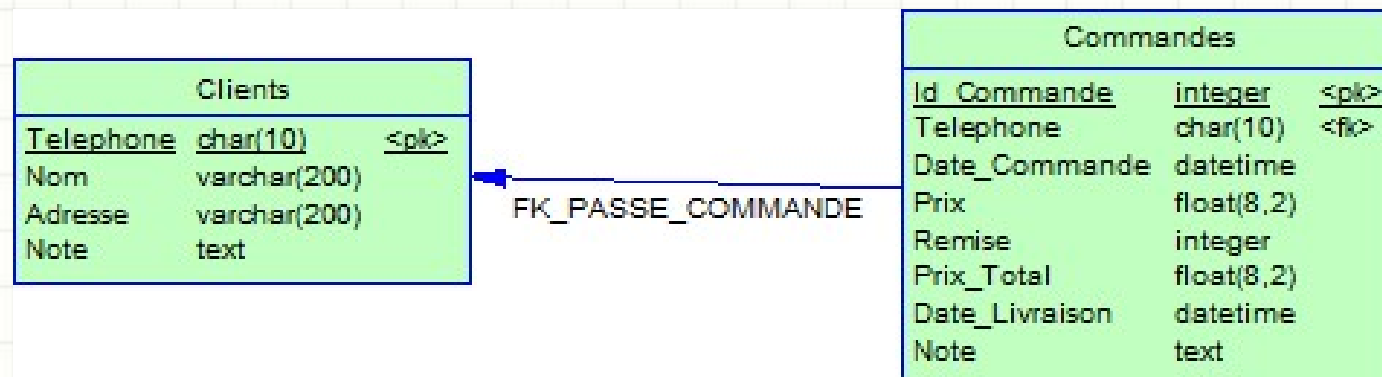 Clients
Telephone char(10) <pk>
Nom varchar(200)
Adresse varchar(200)
Note text
FK_PASSE_COMMANDE
Commandes
Id_Commande integer <pk>
Telephone char(10) <fk>
Date_Commande datetime
Prix float(8,2)
Remise integer
Prix_Total float(8,2)
Date_Livraison datetime
Note text